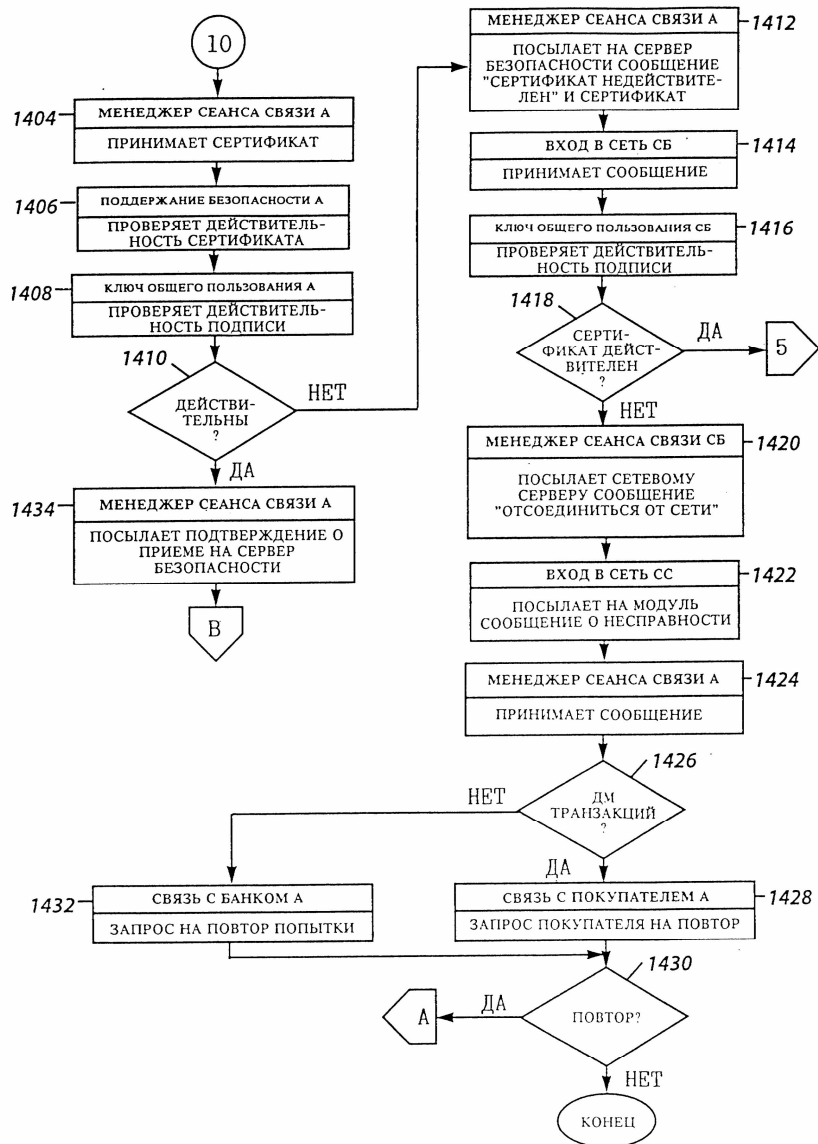 10
1404
МЕНЕДЖЕР СЕАНСА СВЯЗИ А
ПРИНИМАЕТ СЕРТИФИКАТ
1406
ПОДДЕРЖАНИЕ БЕЗОПАСНОСТИ А
ПРОВЕРЯЕТ ДЕЙСТВИТЕЛЬ-
НОСТЬ СЕРТИФИКАТА
1408
КЛЮЧ ОБЩЕГО ПОЛЬЗОВАНИЯ А
ПРОВЕРЯЕТ ДЕЙСТВИТЕЛЬ-
НОСТЬ ПОДПИСИ
1410
ДЕЙСТВИ-
ТЕЛЬНЫ
?
НЕТ
ДА
1434
МЕНЕДЖЕР СЕАНСА СВЯЗИ А
ПОСЫЛАЕТ ПОДТВЕРЖДЕНИЕ О
ПРИЕМЕ НА СЕРВЕР
БЕЗОПАСНОСТИ
В
МЕНЕДЖЕР СЕАНСА СВЯЗИ А
1412
ПОСЫЛАЕТ НА СЕРВЕР
БЕЗОПАСНОСТИ СООБЩЕНИЕ
"СЕРТИФИКАТ НЕДЕЙСТВИТЕ-
ЛЕН" И СЕРТИФИКАТ
ВХОД В СЕТЬ СБ
1414
ПРИНИМАЕТ СООБЩЕНИЕ
КЛЮЧ ОБЩЕГО ПОЛЬЗОВАНИЯ СБ
1416
ПРОВЕРЯЕТ ДЕЙСТВИТЕЛЬ-
НОСТЬ ПОДПИСИ
1418
СЕРТИ-
ФИКАТ ДЕЙСТ-
ВИТЕЛЕН
?
ДА
5
НЕТ
МЕНЕДЖЕР СЕАНСА СВЯЗИ СБ
1420
ПОСЫЛАЕТ СЕТЕВОМУ
СЕРВЕРУ СООБЩЕНИЕ
"ОТСОЕДИНИТЬСЯ ОТ СЕТИ"
ВХОД В СЕТЬ СС
1422
ПОСЫЛАЕТ НА МОДУЛЬ
СООБЩЕНИЕ О НЕСПРАВНОСТИ
МЕНЕДЖЕР СЕАНСА СВЯЗИ А
1424
ПРИНИМАЕТ СООБЩЕНИЕ
1426
ДМ
ТРАНЗАКЦИЙ
?
НЕТ
ДА
1432
СВЯЗЬ С БАНКОМ А
ЗАПРОС НА ПОВТОР ПОПЫТКИ
СВЯЗЬ С ПОКУПАТЕЛЕМ А
1428
ЗАПРОС ПОКУПАТЕЛЯ НА ПОВТОР
1430
ПОВТОР?
ДА
А
НЕТ
КОНЕЦ